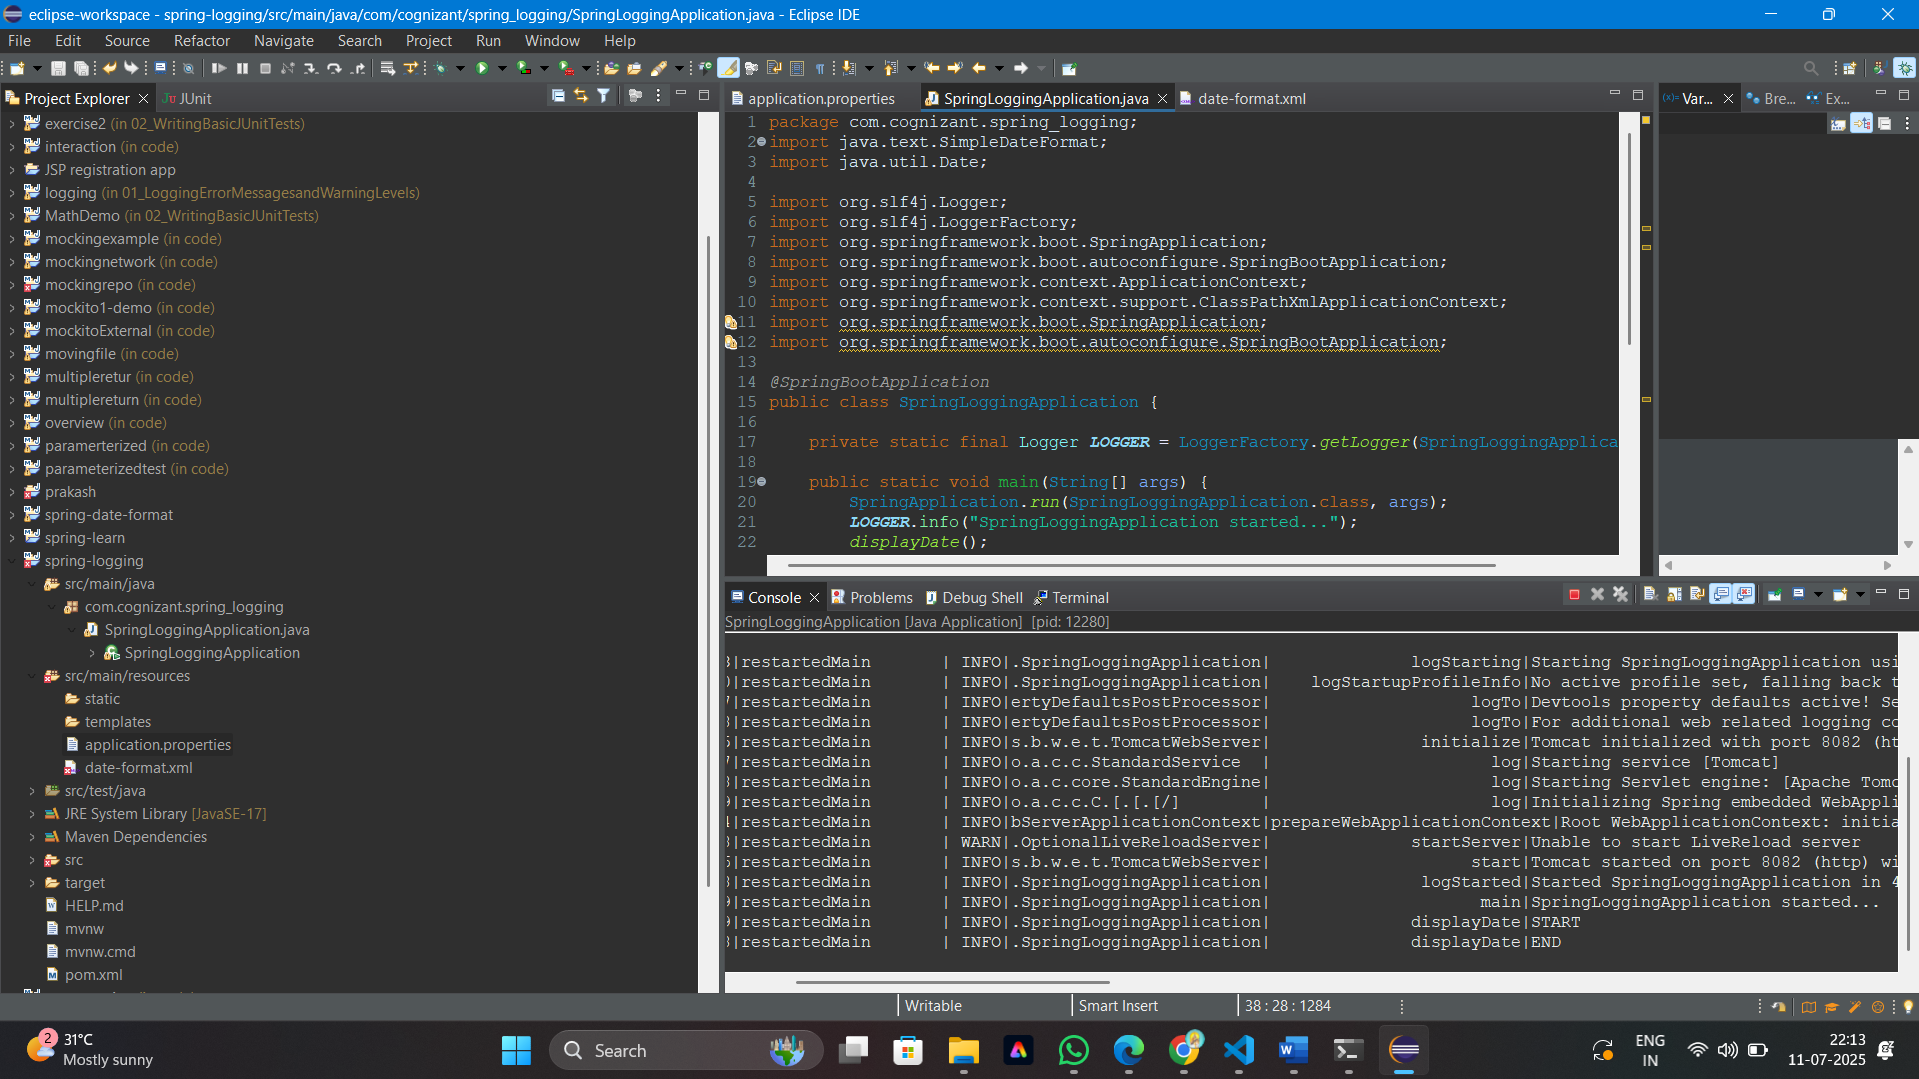 eclipse-workspace - spring-logging/src/main/java/com/cognizant/spring_logging/SpringLoggingApplication.java - Eclipse IDE
File Edit Source Refactor Navigate Search Project Run Window Help
Project Explorer
JUnit
exercise2 (in 02_WritingBasicJUnitTests)
interaction (in code)
JSP registration app
logging (in 01_LoggingErrorMessagesandWarningLevels)
MathDemo (in 02_WritingBasicJUnitTests)
mockingexample (in code)
mockingnetwork (in code)
mockingrepo (in code)
mockito1-demo (in code)
mockitoExternal (in code)
movingfile (in code)
multipleretur (in code)
multiplereturn (in code)
overview (in code)
paramerterized (in code)
parameterizedtest (in code)
prakash
spring-date-format
spring-learn
spring-logging
src/main/java
com.cognizant.spring_logging
SpringLoggingApplication.java
SpringLoggingApplication
src/main/resources
static
templates
application.properties
date-format.xml
src/test/java
JRE System Library [JavaSE-17]
Maven Dependencies
src
target
HELP.md
mvnw
mvnw.cmd
pom.xml
application.properties
SpringLoggingApplication.java
date-format.xml
1 package com.cognizant.spring_logging;
2 import java.text.SimpleDateFormat;
3 import java.util.Date;
4
5 import org.slf4j.Logger;
6 import org.slf4j.LoggerFactory;
7 import org.springframework.boot.SpringApplication;
8 import org.springframework.boot.autoconfigure.SpringBootApplication;
9 import org.springframework.context.ApplicationContext;
10 import org.springframework.context.support.ClassPathXmlApplicationContext;
11 import org.springframework.boot.SpringApplication;
12 import org.springframework.boot.autoconfigure.SpringBootApplication;
13
14 @SpringBootApplication
15 public class SpringLoggingApplication {
16
17 private static final Logger LOGGER = LoggerFactory.getLogger(SpringLoggingApplica
18
19 public static void main(String[] args) {
20 SpringApplication.run(SpringLoggingApplication.class, args);
21 LOGGER.info("SpringLoggingApplication started...");
22 displayDate();
Var...
Bre...
Ex...
Console
Problems
Debug Shell
Terminal
SpringLoggingApplication [Java Application] [pid: 12280]
|restartedMain | INFO|.SpringLoggingApplication| logStarting|Starting SpringLoggingApplication usi
|restartedMain | INFO|.SpringLoggingApplication| logStartupProfileInfo|No active profile set, falling back t
|restartedMain | INFO|ertyDefaultsPostProcessor| logTo|Devtools property defaults active! Se
|restartedMain | INFO|ertyDefaultsPostProcessor| logTo|For additional web related logging co
|restartedMain | INFO|s.b.w.e.t.TomcatWebServer| initialize|Tomcat initialized with port 8082 (ht
|restartedMain | INFO|o.a.c.c.StandardService | log|Starting service [Tomcat]
|restartedMain | INFO|o.a.c.core.StandardEngine| log|Starting Servlet engine: [Apache Tomc
|restartedMain | INFO|o.a.c.c.C.[.[.[/] | log|Initializing Spring embedded WebAppli
|restartedMain | INFO|bServerApplicationContext|prepareWebApplicationContext|Root WebApplicationContext: initia
|restartedMain | WARN|.OptionalLiveReloadServer| startServer|Unable to start LiveReload server
|restartedMain | INFO|s.b.w.e.t.TomcatWebServer| start|Tomcat started on port 8082 (http) wi
|restartedMain | INFO|.SpringLoggingApplication| logStarted|Started SpringLoggingApplication in 4
|restartedMain | INFO|.SpringLoggingApplication| main|SpringLoggingApplication started...
|restartedMain | INFO|.SpringLoggingApplication| displayDate|START
|restartedMain | INFO|.SpringLoggingApplication| displayDate|END
Writable
Smart Insert
38 : 28 : 1284
2
31°C
Mostly sunny
Search
ENG
IN
22:13
11-07-2025